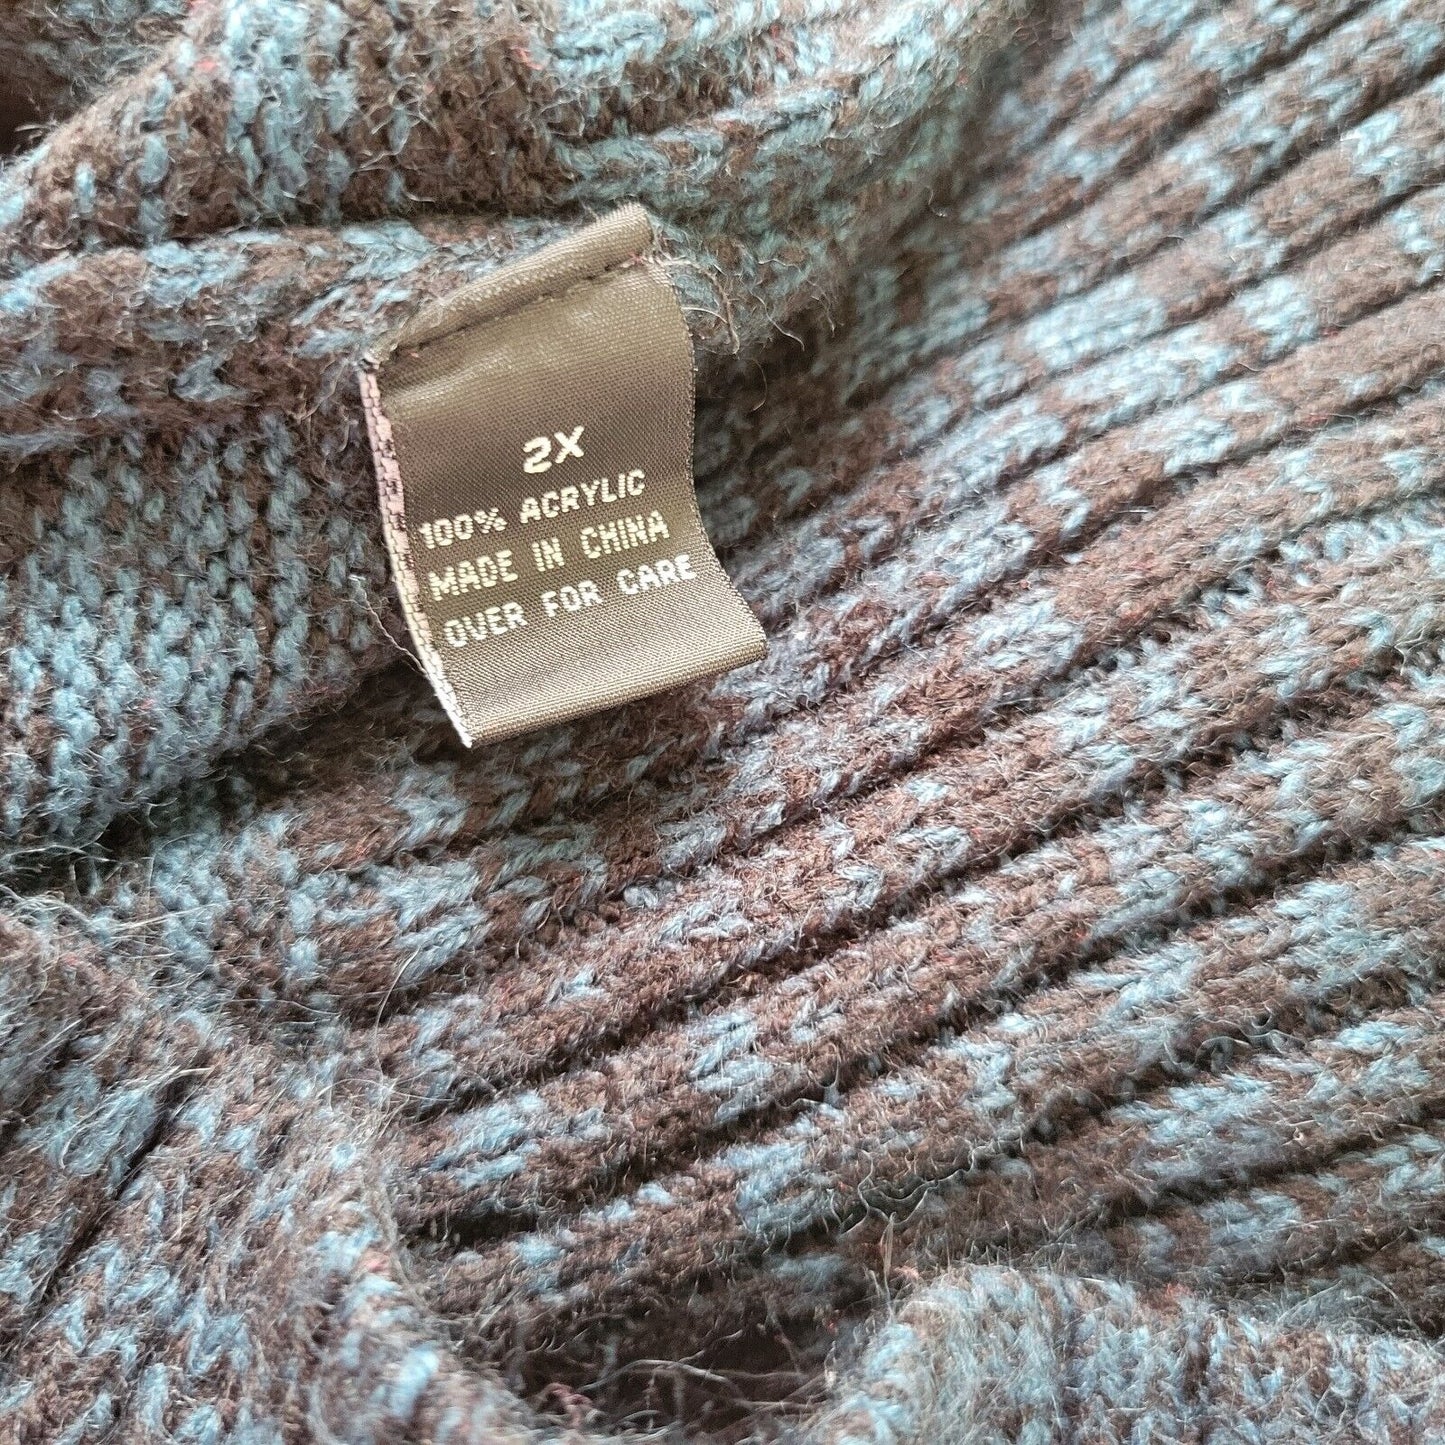 2X
100% ACRYLIC
MADE IN CHINA
OVER FOR CARE